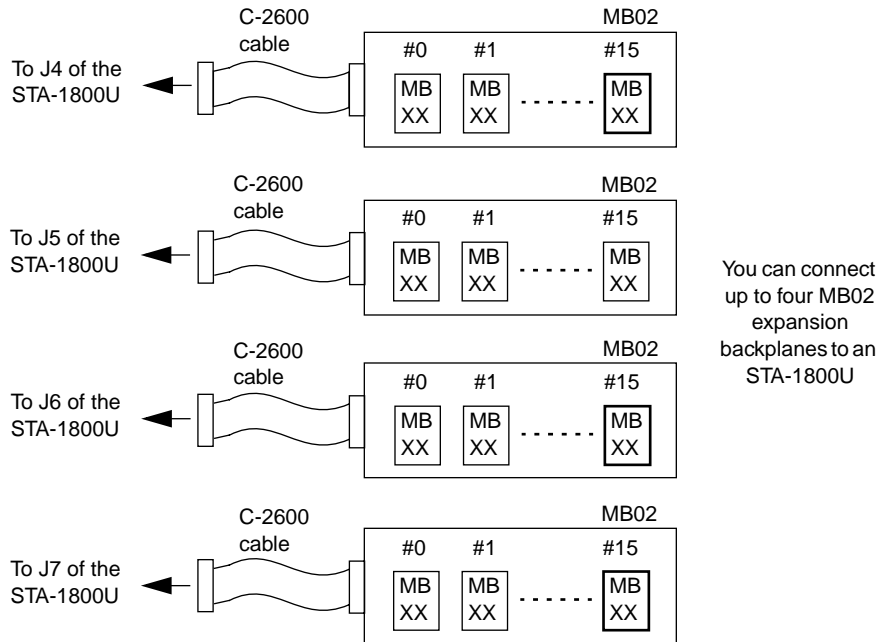 C-2600
cable
MB02
#0 #1 #15
To J4 of the
STA-1800U
MB
XX
MB
XX
MB
XX
C-2600
cable
MB02
#0 #1 #15
To J5 of the
STA-1800U
MB
XX
MB
XX
MB
XX
You can connect
up to four MB02
expansion
backplanes to an
STA-1800U
C-2600
cable
MB02
#0 #1 #15
To J6 of the
STA-1800U
MB
XX
MB
XX
MB
XX
C-2600
cable
MB02
#0 #1 #15
To J7 of the
STA-1800U
MB
XX
MB
XX
MB
XX